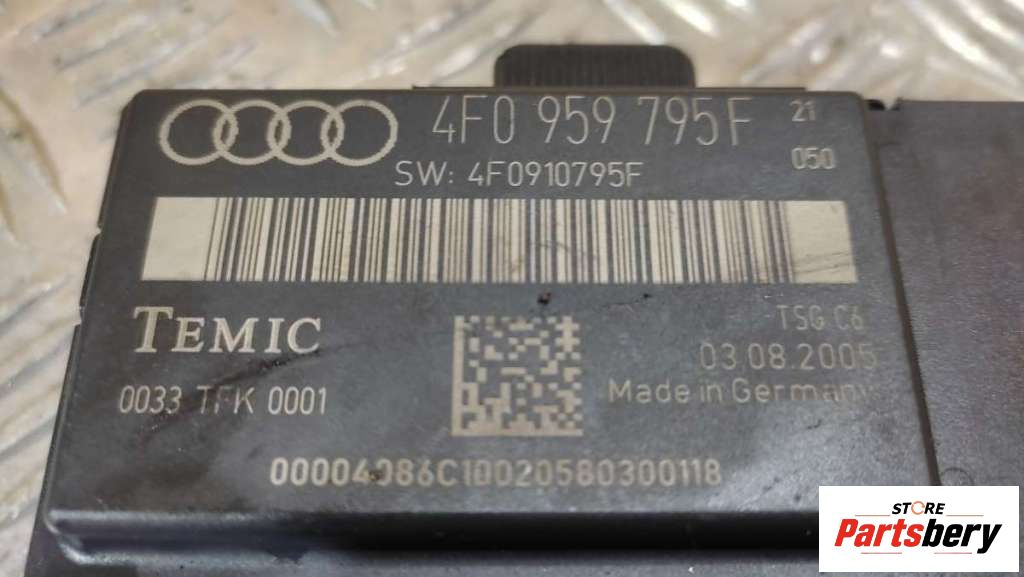 4F0 959 795F 21
050
SW: 4F0910795F
TEMIC
TSG C6
03.08.2005
0033 TFK 0001
Made in Germany
00004086C10020580300118
STORE
Partsbery